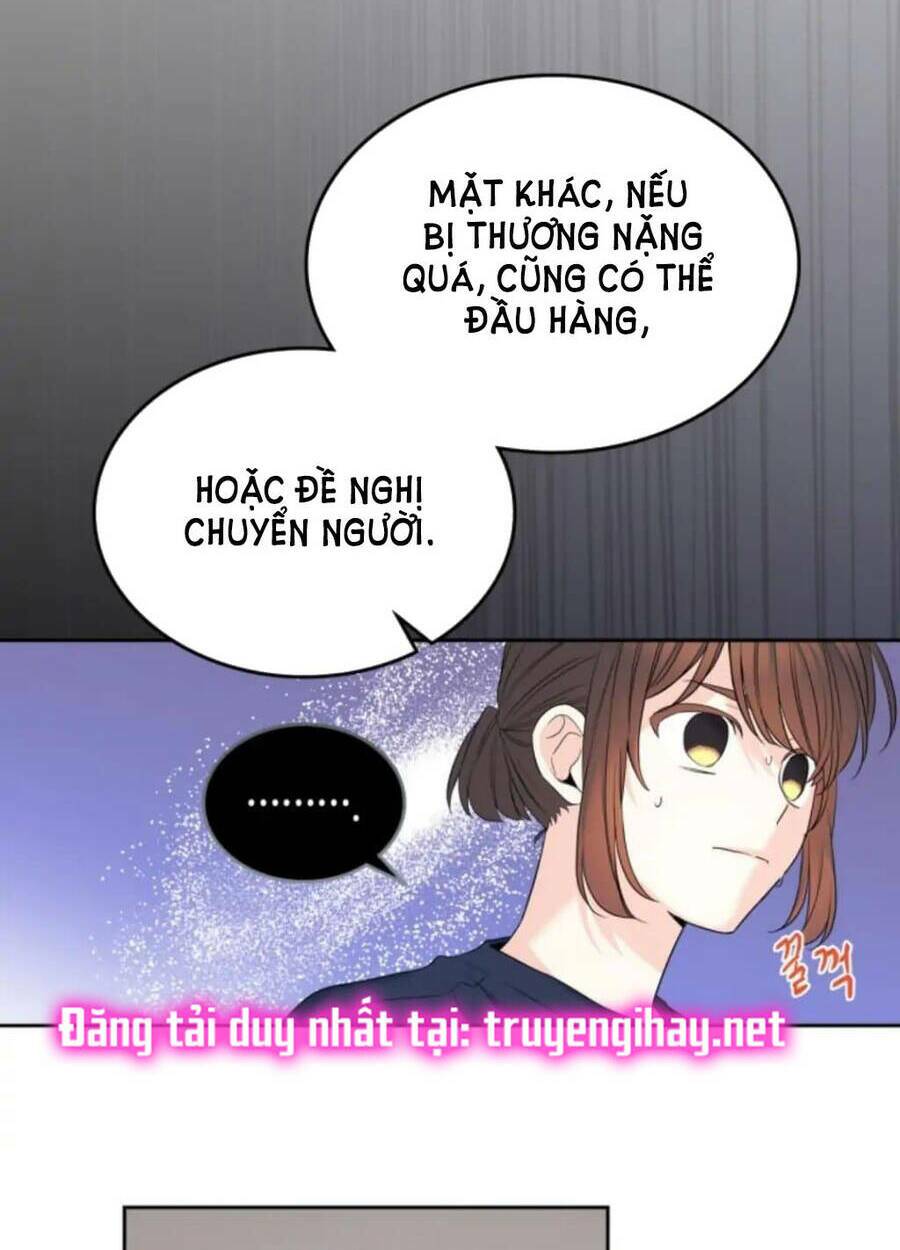 MẶT KHÁC, NẾU
BỊ THƯƠNG NẶNG
QUÁ, CŨNG CÓ THỂ
ĐẦU HÀNG,
HOẶC ĐỀ NGHỊ
CHUYỂN NGƯỜI.
..........
꿀꺽
Đăng tải duy nhất tại: truyengihay.net